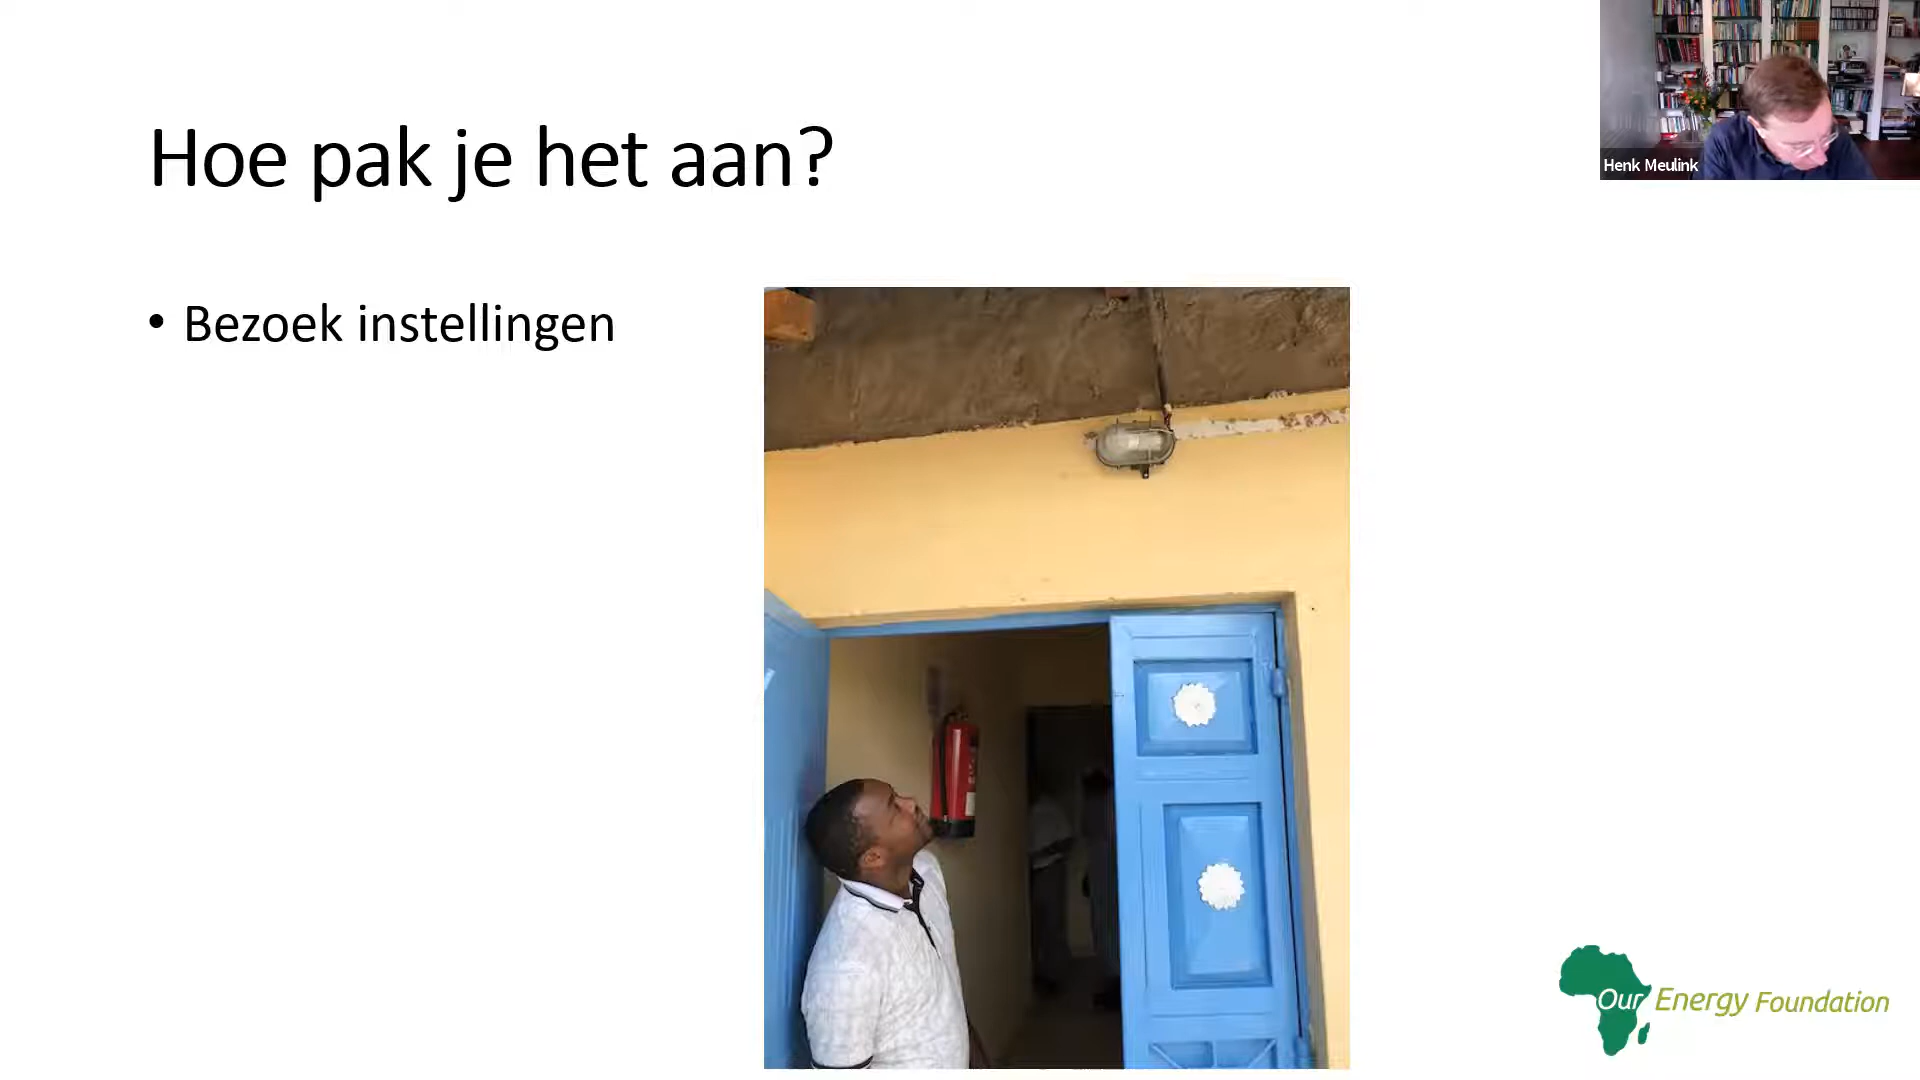 Hoe pak je het aan?
Henk Meulink
• Bezoek instellingen
Our Energy Foundation